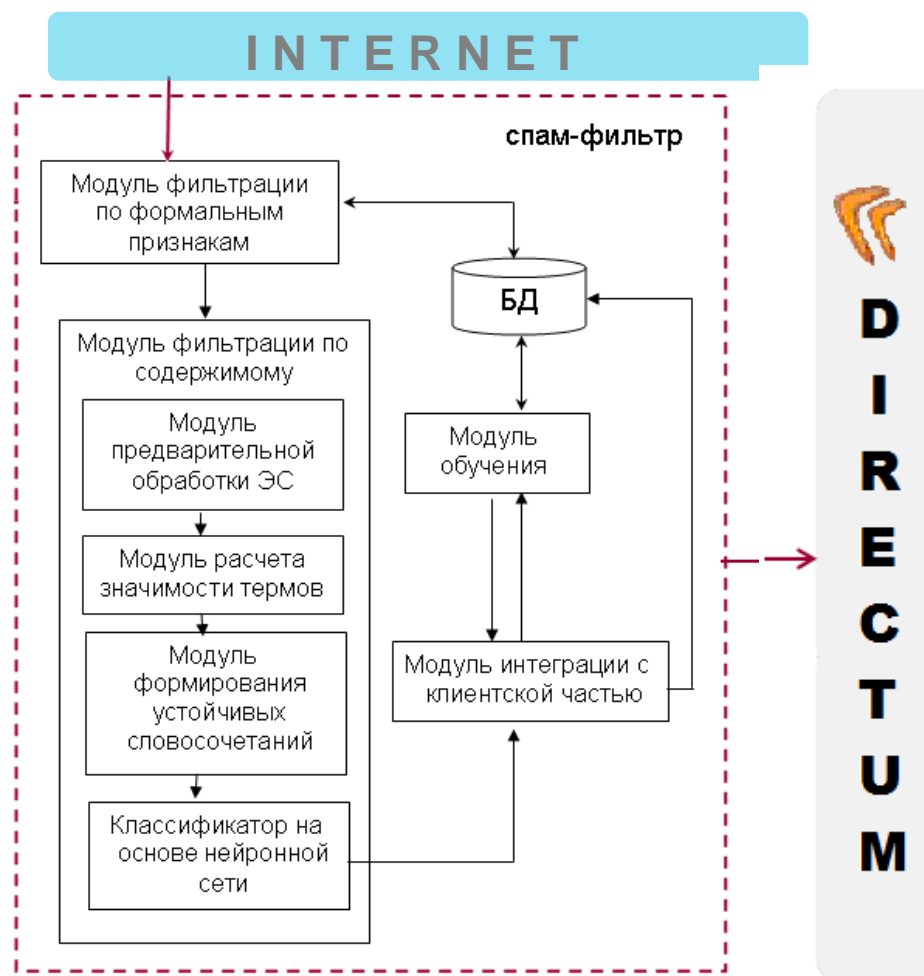 INTERNET
спам-фильтр
Модуль фильтрации
по формальным
признакам
БД
Модуль фильтрации по
содержимому
Модуль
предварительной
обработки ЭС
Модуль расчета
значимости термов
Модуль
формирования
устойчивых
словосочетаний
Классификатор на
основе нейронной
сети
Модуль
обучения
Модуль интеграции с
клиентской частью
DIRECTUM